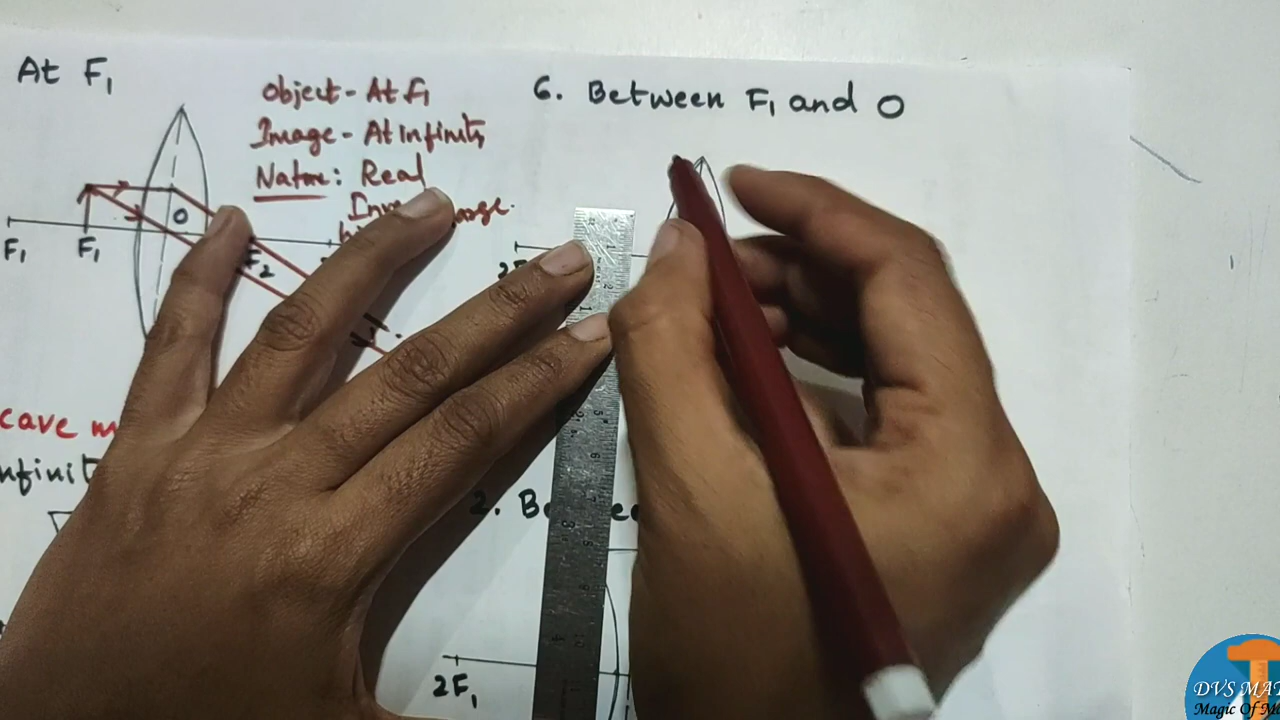 At F₁
Object - At F₁
Image - At Infinity
Nature: Real
O
F₁
F₁
F₂
6. Between F₁ and O
cave m
nfinit
2. Be
2F₁
DVS MA
Magic Of Ma